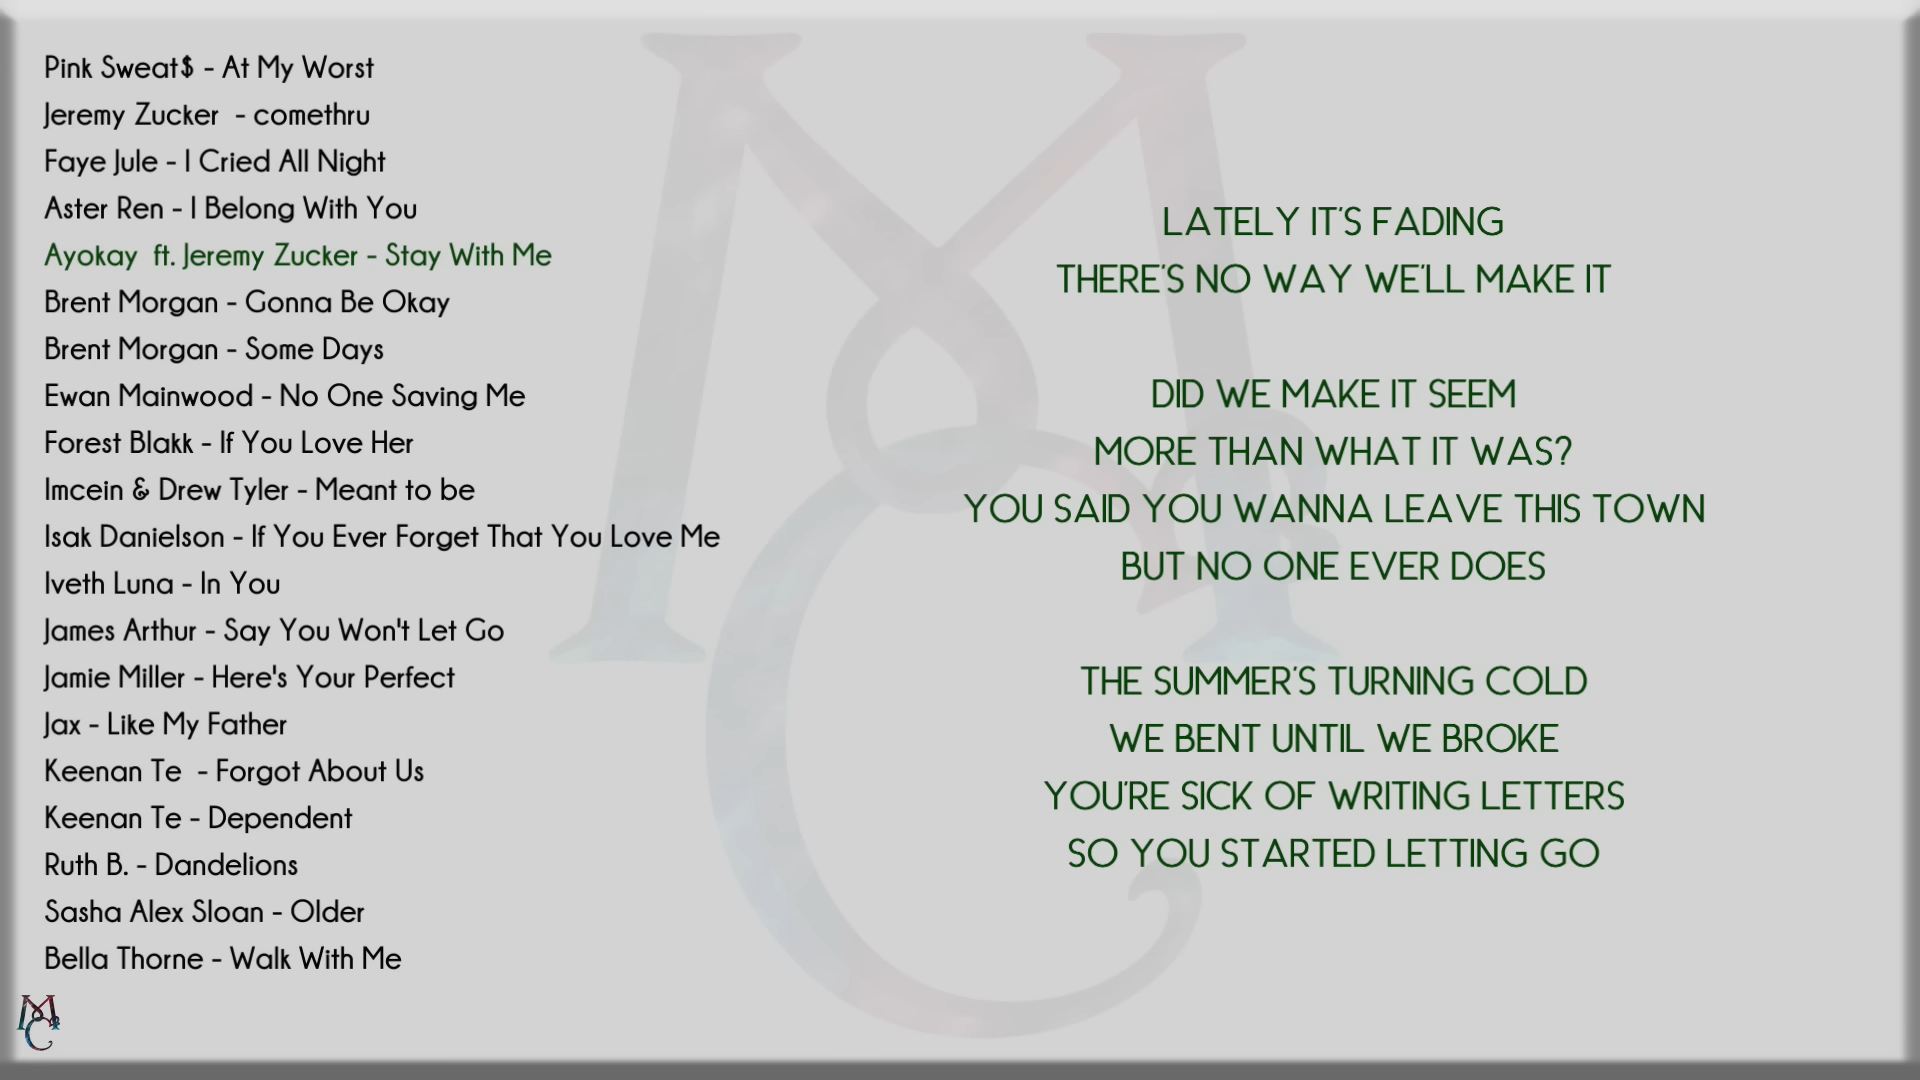 Pink Sweat$ - At My Worst
Jeremy Zucker  - comethru
Faye Jule - I Cried All Night
Aster Ren - I Belong With You
Ayokay  ft. Jeremy Zucker - Stay With Me
Brent Morgan - Gonna Be Okay
Brent Morgan - Some Days
Ewan Mainwood - No One Saving Me
Forest Blakk - If You Love Her
Imcein & Drew Tyler - Meant to be
Isak Danielson - If You Ever Forget That You Love Me
Iveth Luna - In You
James Arthur - Say You Won't Let Go
Jamie Miller - Here's Your Perfect
Jax - Like My Father
Keenan Te  - Forgot About Us
Keenan Te - Dependent
Ruth B. - Dandelions
Sasha Alex Sloan - Older
Bella Thorne - Walk With Me
MC
LATELY IT'S FADING
THERE'S NO WAY WE'LL MAKE IT
DID WE MAKE IT SEEM
MORE THAN WHAT IT WAS?
YOU SAID YOU WANNA LEAVE THIS TOWN
BUT NO ONE EVER DOES
THE SUMMER'S TURNING COLD
WE BENT UNTIL WE BROKE
YOU'RE SICK OF WRITING LETTERS
SO YOU STARTED LETTING GO